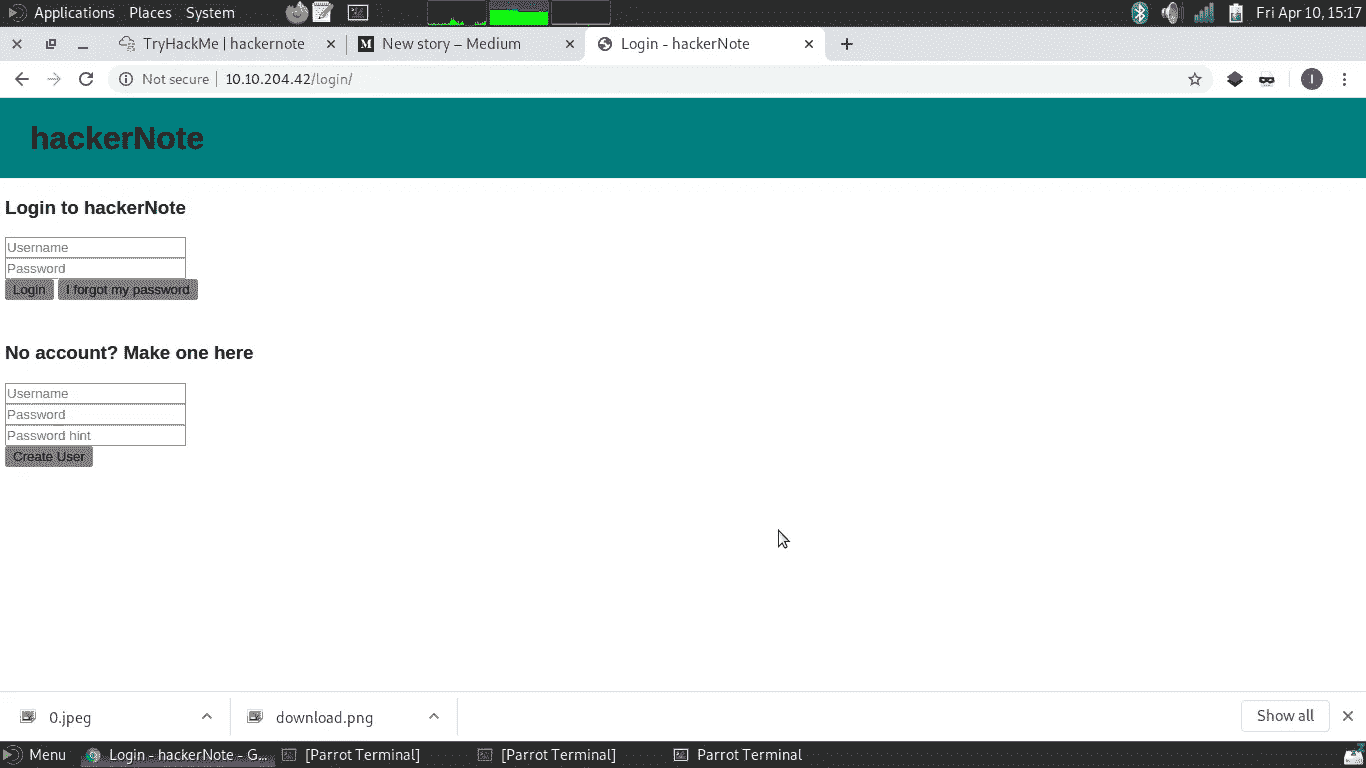 Applications Places System Fri Apr 10, 15:17
TryHackMe | hackernote New story – Medium Login - hackerNote
Not secure 10.10.204.42/login/ I
hackerNote
Login to hackerNote
Username
Password
Login I forgot my password
No account? Make one here
Username
Password
Password hint
Create User
0.jpeg download.png Show all
Menu Login - hackerNote - G... [Parrot Terminal] [Parrot Terminal] Parrot Terminal